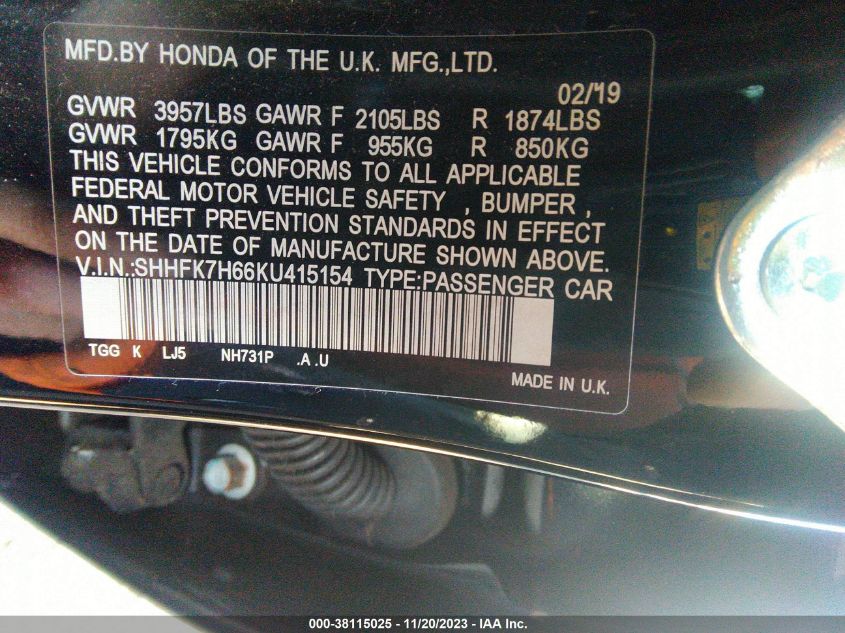 MFD.BY HONDA OF THE U.K. MFG.,LTD.
02/19
GVWR 3957LBS GAWR F 2105LBS R 1874LBS
GVWR 1795KG GAWR F 955KG R 850KG
THIS VEHICLE CONFORMS TO ALL APPLICABLE
FEDERAL MOTOR VEHICLE SAFETY , BUMPER ,
AND THEFT PREVENTION STANDARDS IN EFFECT
ON THE DATE OF MANUFACTURE SHOWN ABOVE.
V.I.N.:SHHFK7H66KU415154 TYPE:PASSENGER CAR
TGG K LJ5 NH731P .A .U
MADE IN U.K.
000-38115025 - 11/20/2023 - IAA Inc.